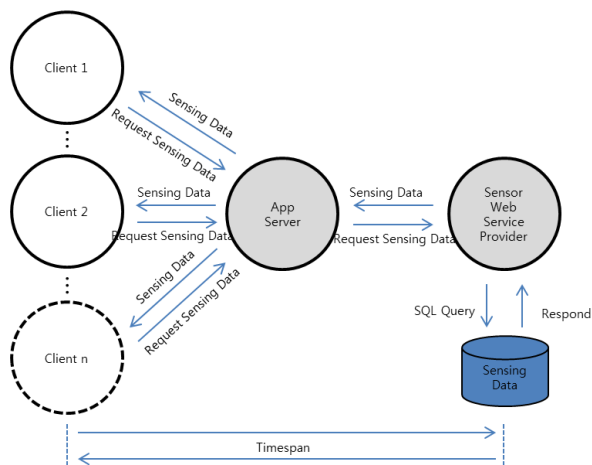 Client 1
Sensing Data
Request Sensing Data
Client 2
Sensing Data
Request Sensing Data
App
Server
Sensing Data
Request Sensing Data
Sensor
Web
Service
Provider
Sensing Data
Request Sensing Data
Client n
SQL Query
Respond
Sensing
Data
Timespan